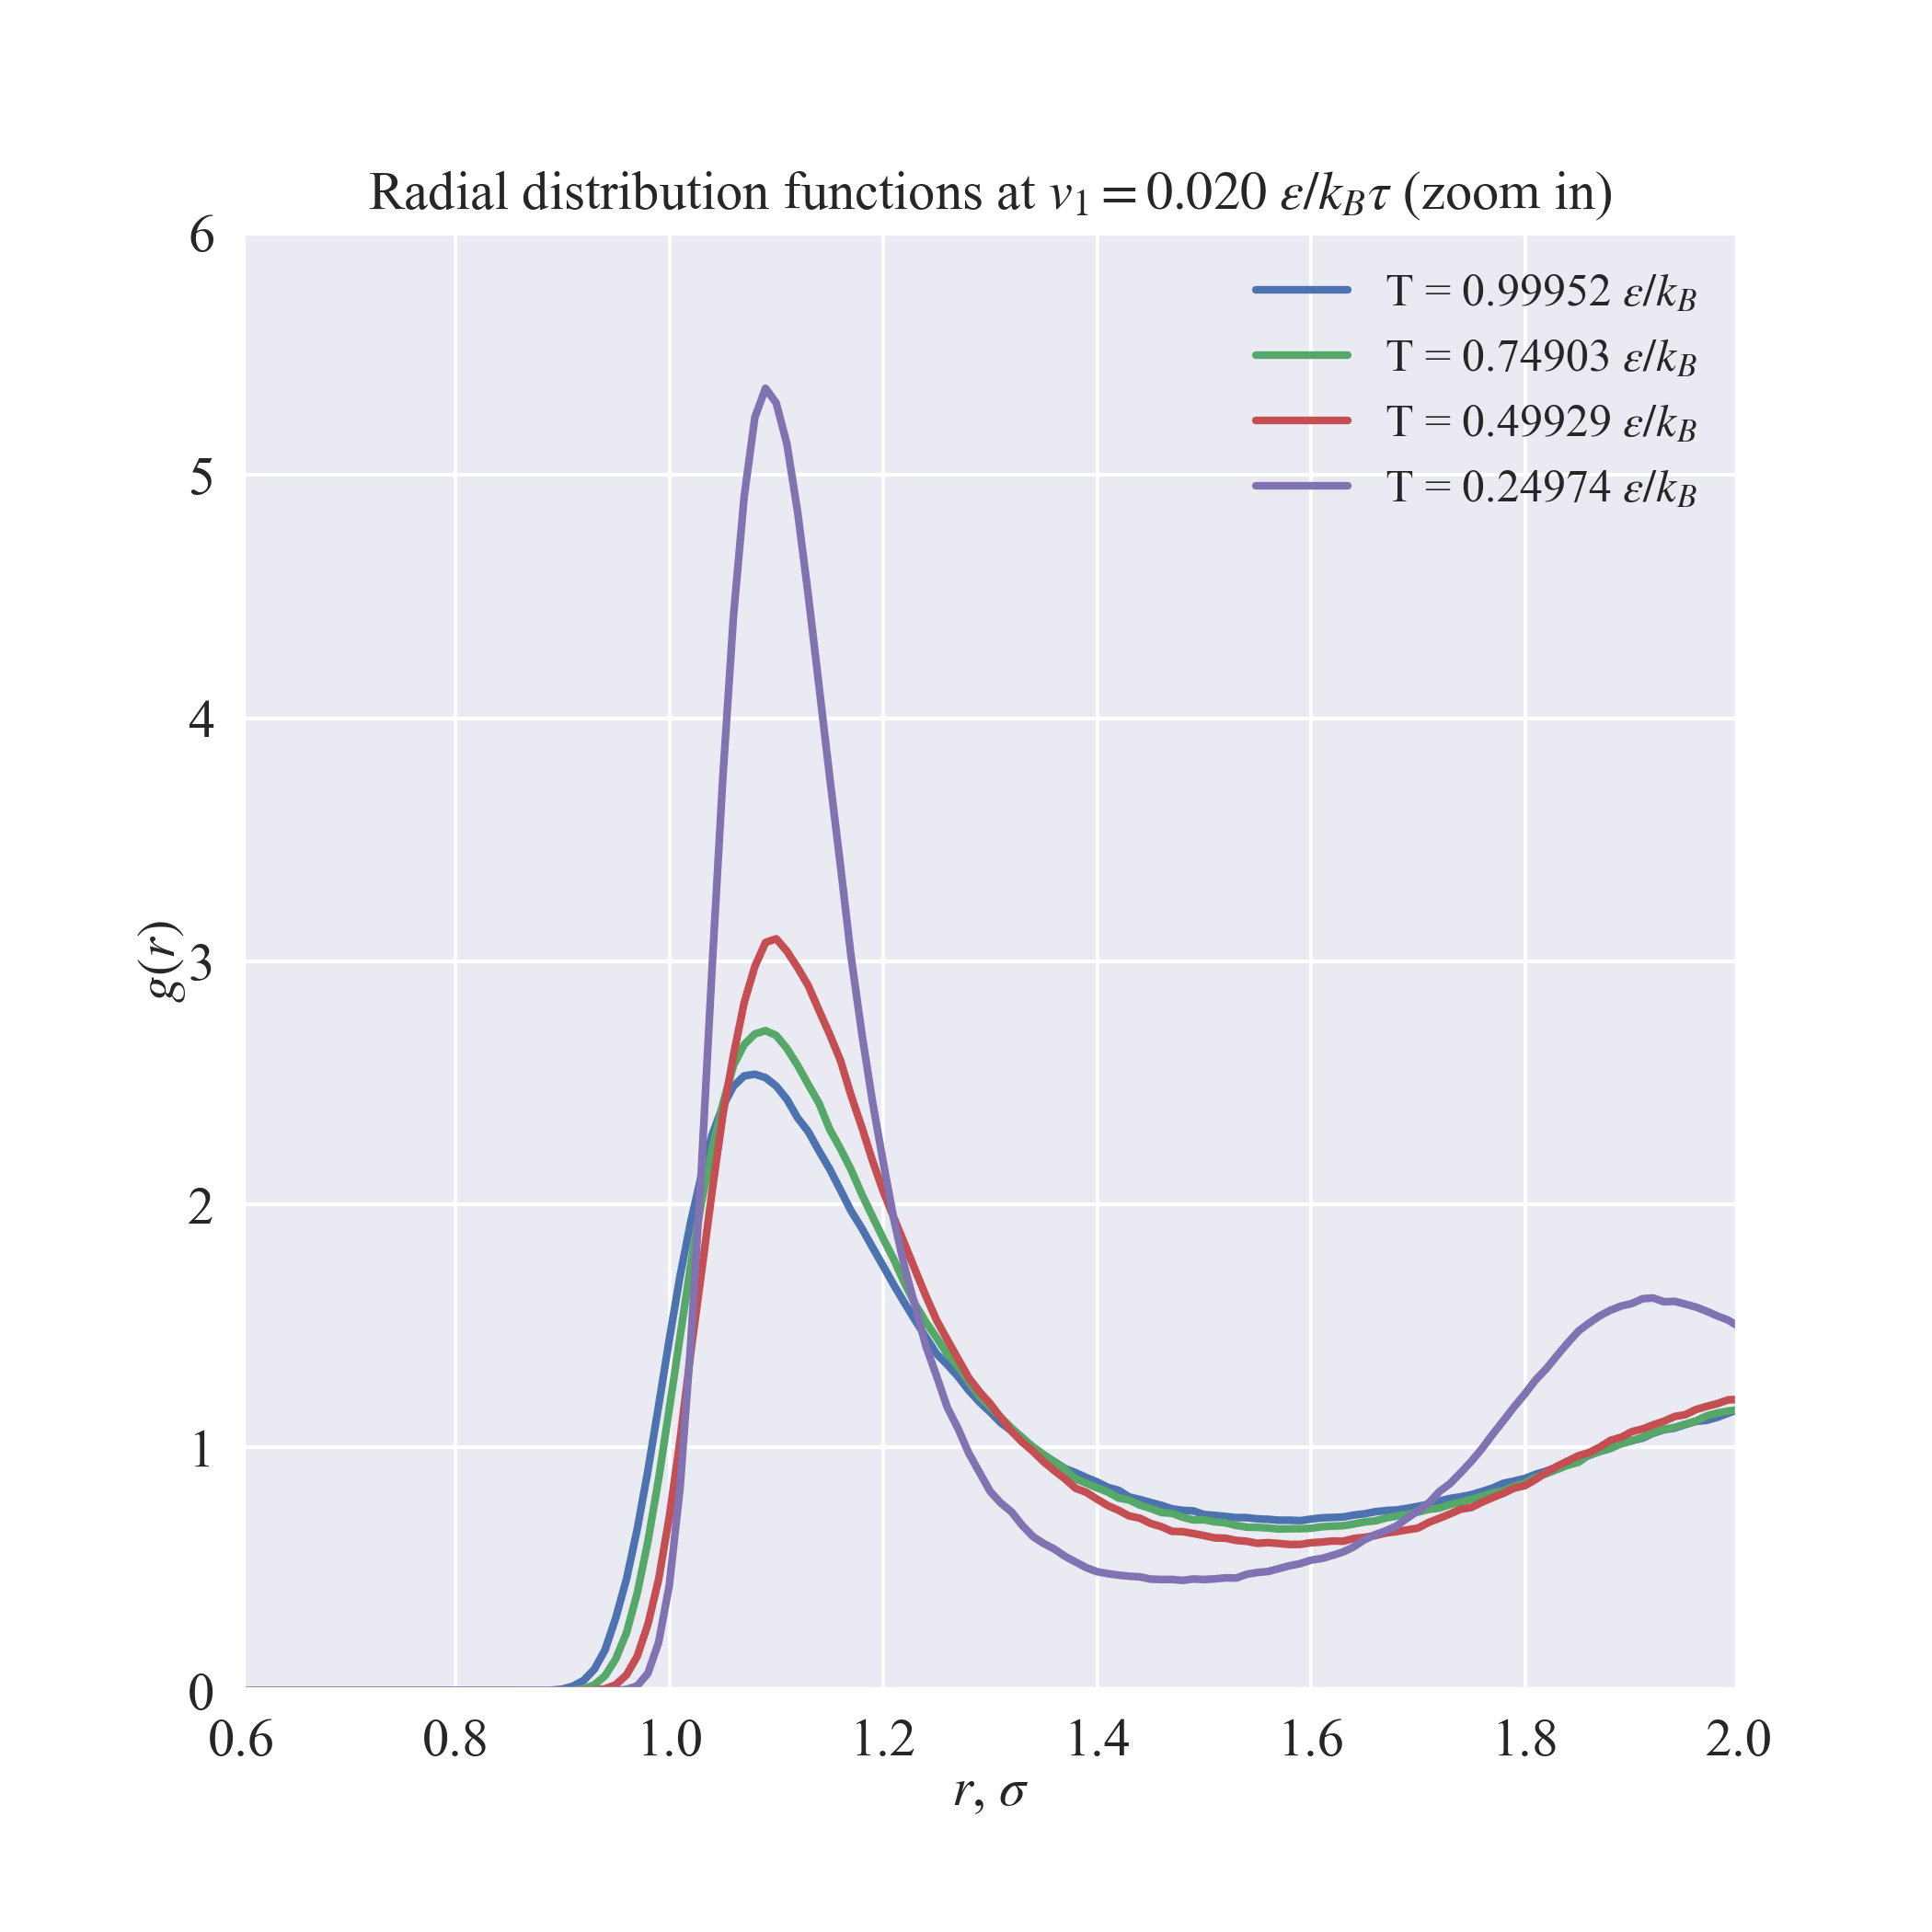 Radial distribution functions at ν₁ = 0.020 ε/k_Bτ (zoom in)
6
5
4
3
2
1
0
g(r)
T = 0.99952 ε/k_B
T = 0.74903 ε/k_B
T = 0.49929 ε/k_B
T = 0.24974 ε/k_B
0.6 0.8 1.0 1.2 1.4 1.6 1.8 2.0
r, σ